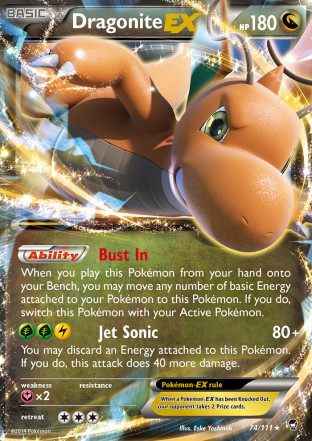 BASIC
Dragonite EX
HP 180
Ability
Bust In
When you play this Pokémon from your hand onto
your Bench, you may move any number of basic Energy
attached to your Pokémon to this Pokémon. If you do,
switch this Pokémon with your Active Pokémon.
Jet Sonic 80+
You may discard an Energy attached to this Pokémon.
If you do, this attack does 40 more damage.
weakness resistance
×2
Pokémon-EX rule
When a Pokémon-EX has been Knocked Out,
your opponent takes 2 Prize cards.
retreat
©2014 Pokémon
Illus. Eske Yoshinob
74/111